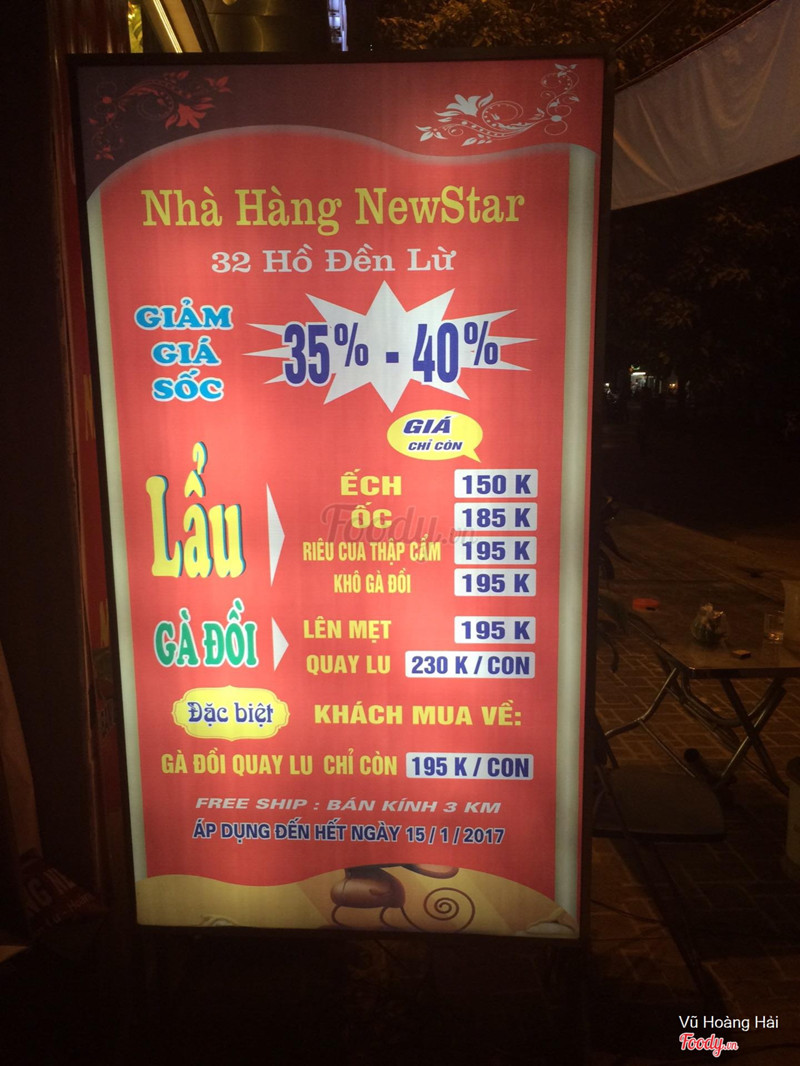 Nhà Hàng NewStar
32 Hồ Đền Lừ
GIẢM
GIÁ
SỐC
35% - 40%
GIÁ
CHỈ CÒN
Lẩu
ẾCH 150 K
ỐC 185 K
RIÊU CUA THẬP CẨM 195 K
KHÔ GÀ ĐỒI 195 K
GÀ ĐỒI
LÊN MẸT 195 K
QUAY LU 230 K / CON
Đặc biệt KHÁCH MUA VỀ:
GÀ ĐỒI QUAY LU CHỈ CÒN 195 K / CON
FREE SHIP : BÁN KÍNH 3 KM
ÁP DỤNG ĐẾN HẾT NGÀY 15/1/2017
Foody.vn
Vũ Hoàng Hải
Foody.vn